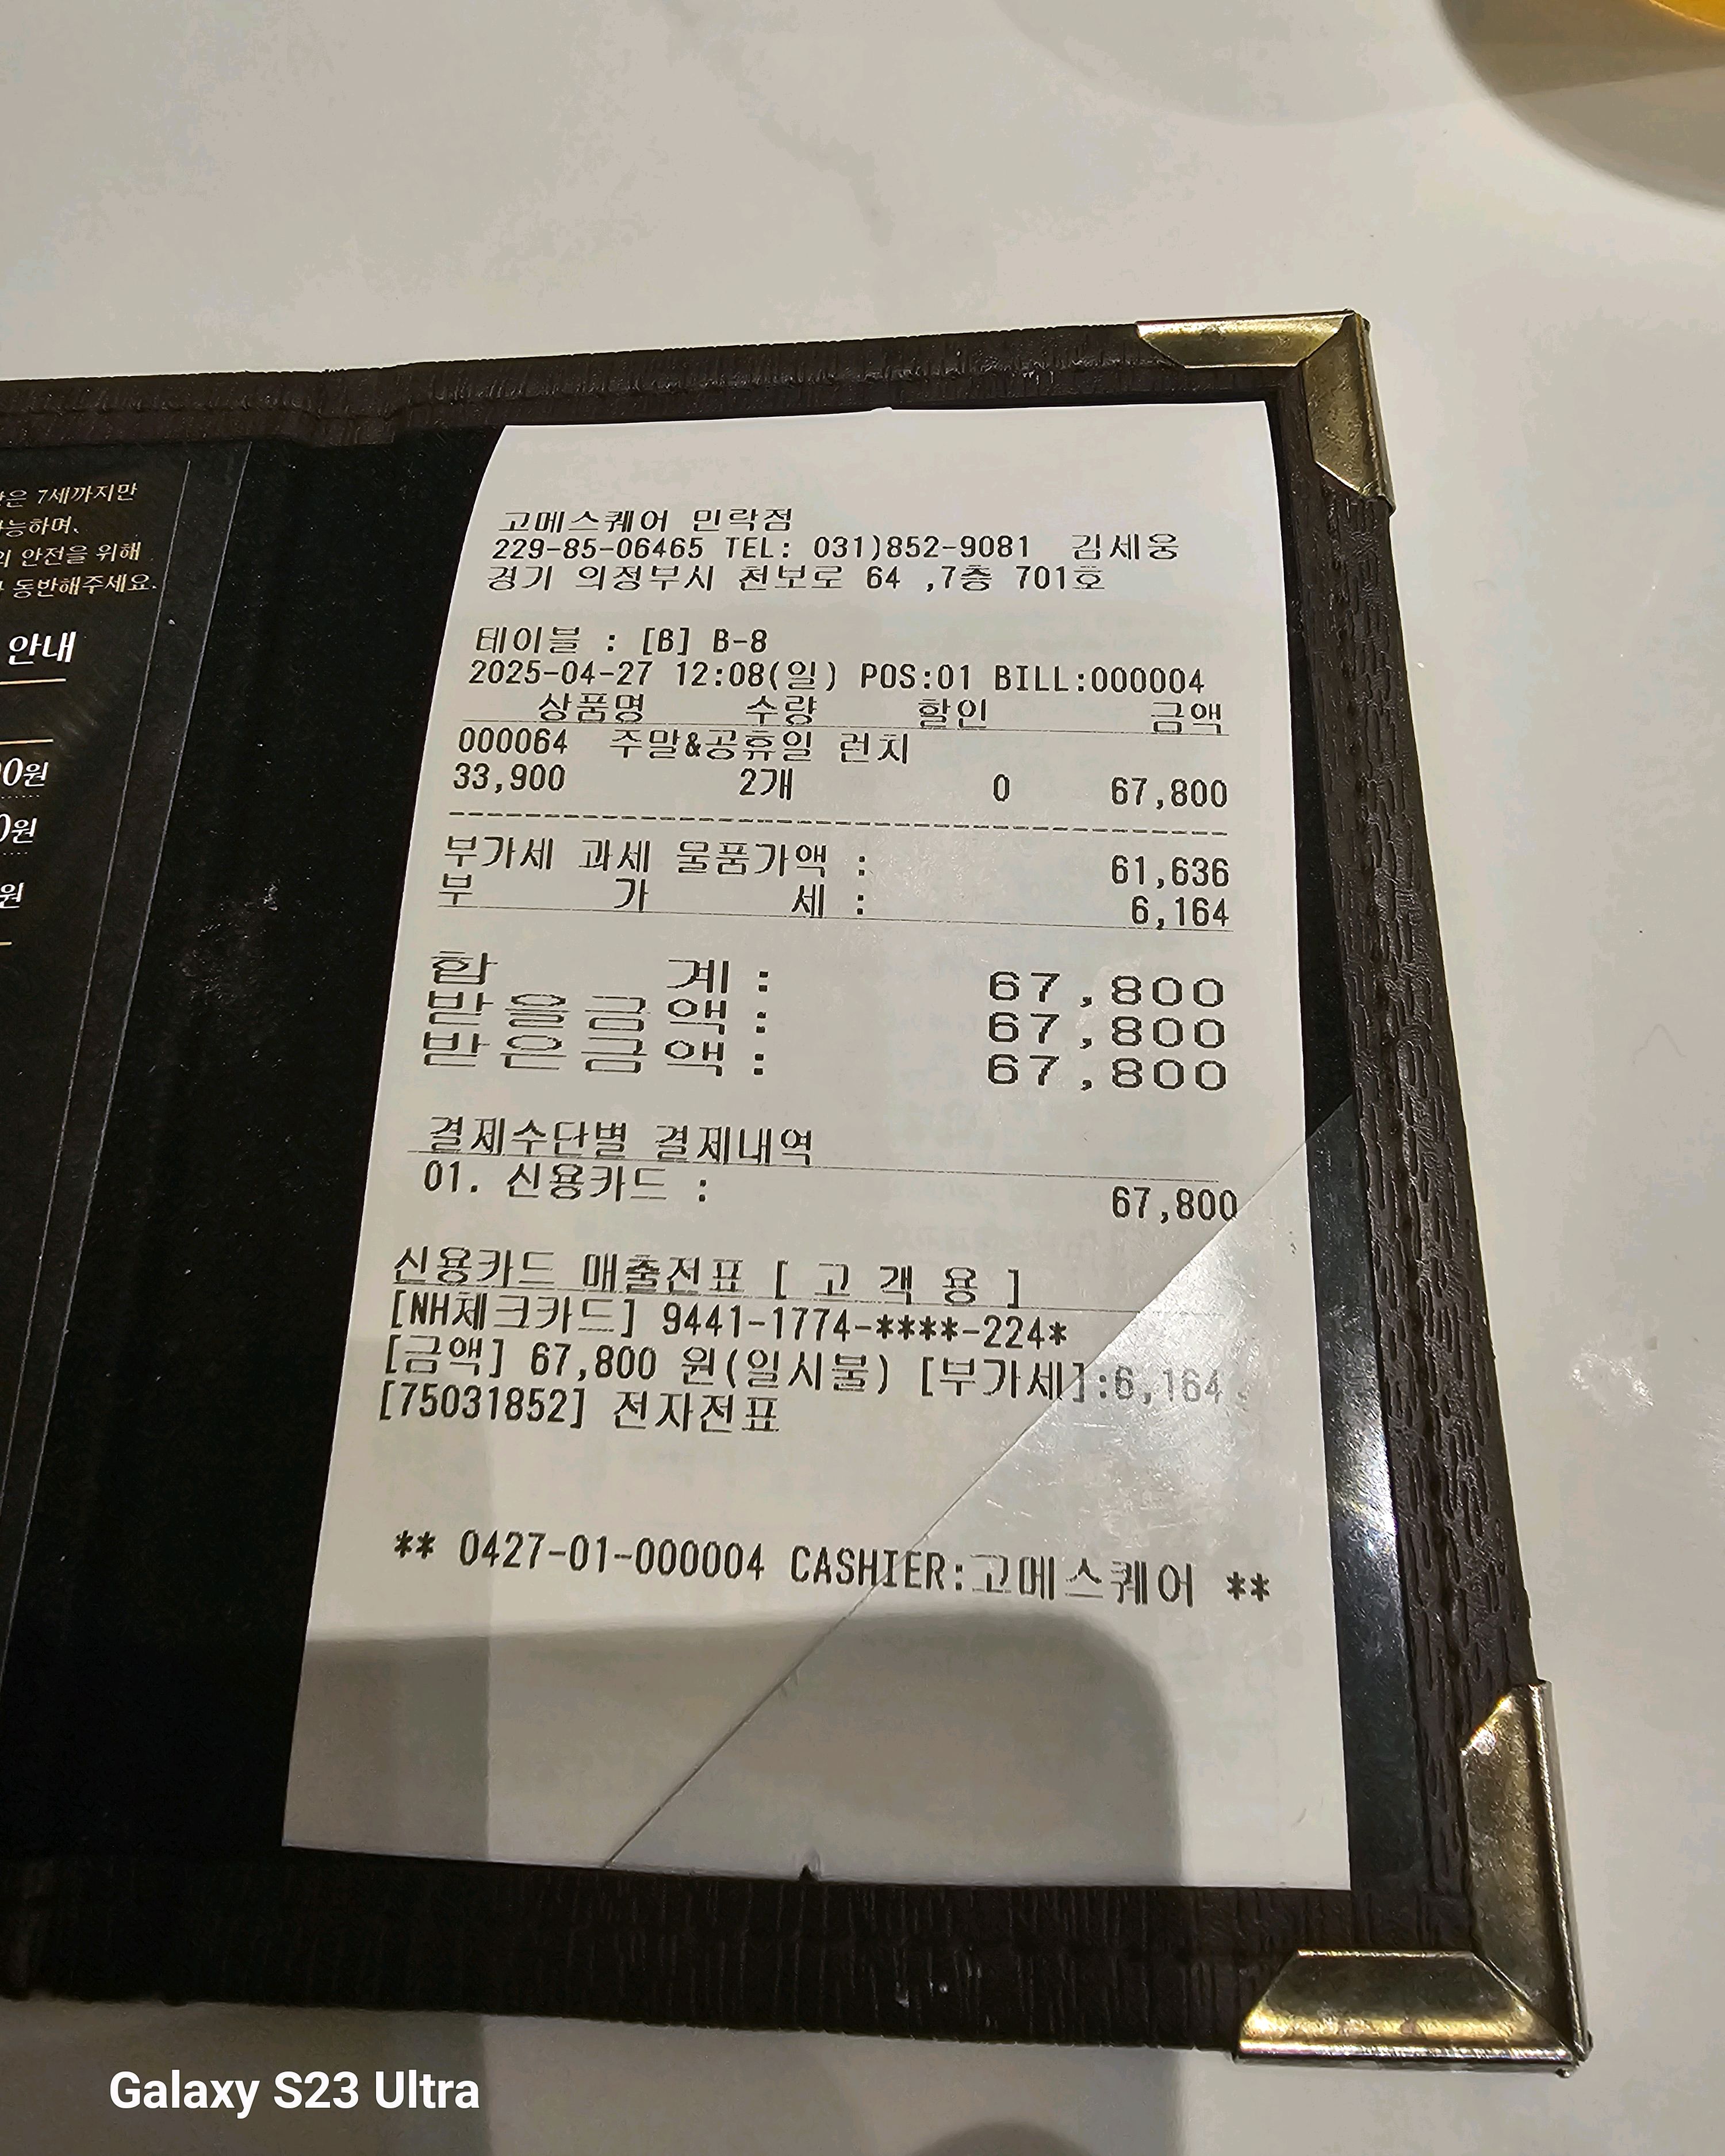 은 7세까지만
능하며,
안전을 위해
동반해주세요.
안내
0원
0원
원
고메스퀘어 민락점
229-85-06465 TEL: 031)852-9081 김세웅
경기 의정부시 천보로 64 ,7층 701호
테이블 : [B] B-8
2025-04-27 12:08(일) POS:01 BILL:000004
상품명 수량 할인 금액
000064 주말&공휴일 런치
33,900 2개 0 67,800
부가세 과세 물품가액 : 61,636
부 가 세 : 6,164
합 계 : 67,800
받을금액 : 67,800
받은금액 : 67,800
결제수단별 결제내역
01. 신용카드 : 67,800
신용카드 매출전표 [ 고 객 용 ]
[NH체크카드] 9441-1774-****-224*
[금액] 67,800 원(일시불) [부가세]:6,164
[75031852] 전자전표
** 0427-01-000004 CASHIER:고메스퀘어 **
Galaxy S23 Ultra